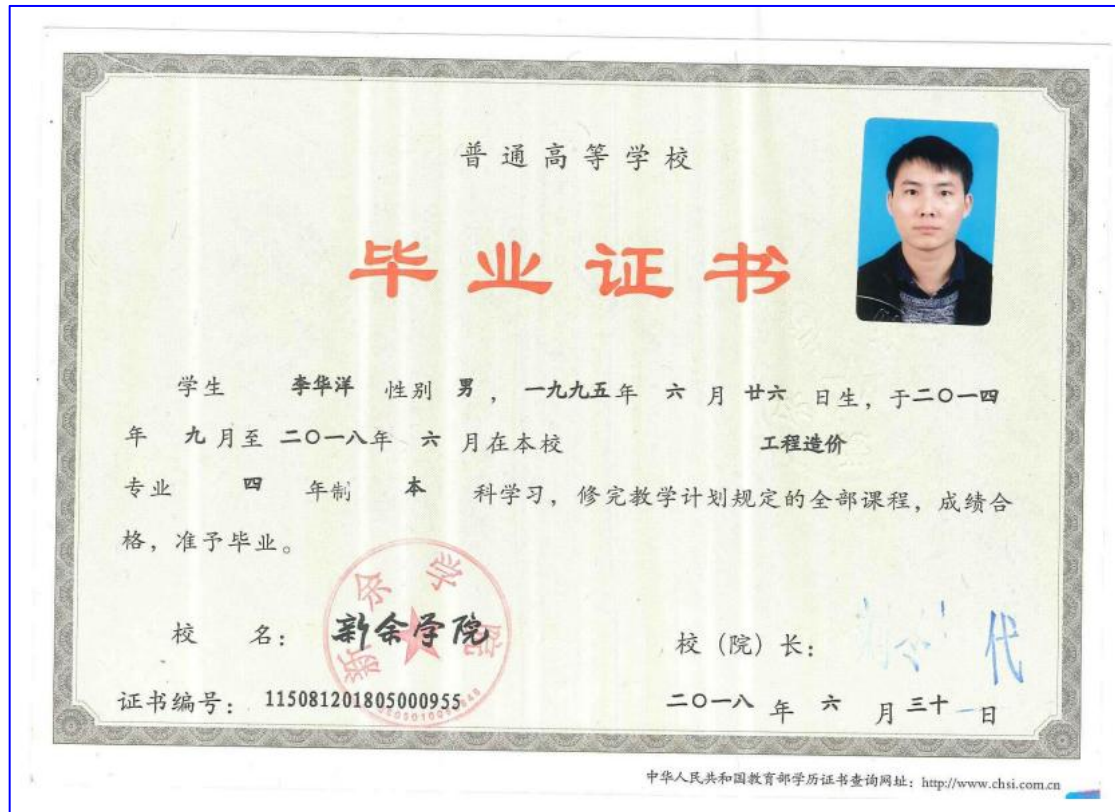 普通高等学校
毕业证书
学生 李华洋 性别 男 ，一九九五年 六 月 廿六 日生，于二〇一四
年 九 月至 二〇一八年 六 月在本校 工程造价
专业 四 年制 本 科学习，修完教学计划规定的全部课程，成绩合
格，准予毕业。
新余学院
校 名：新余学院
校（院）长： 代
证书编号：115081201805000955
二〇一八 年 六 月 三十 日
中华人民共和国教育部学历证书查询网址：http://www.chsi.com.cn